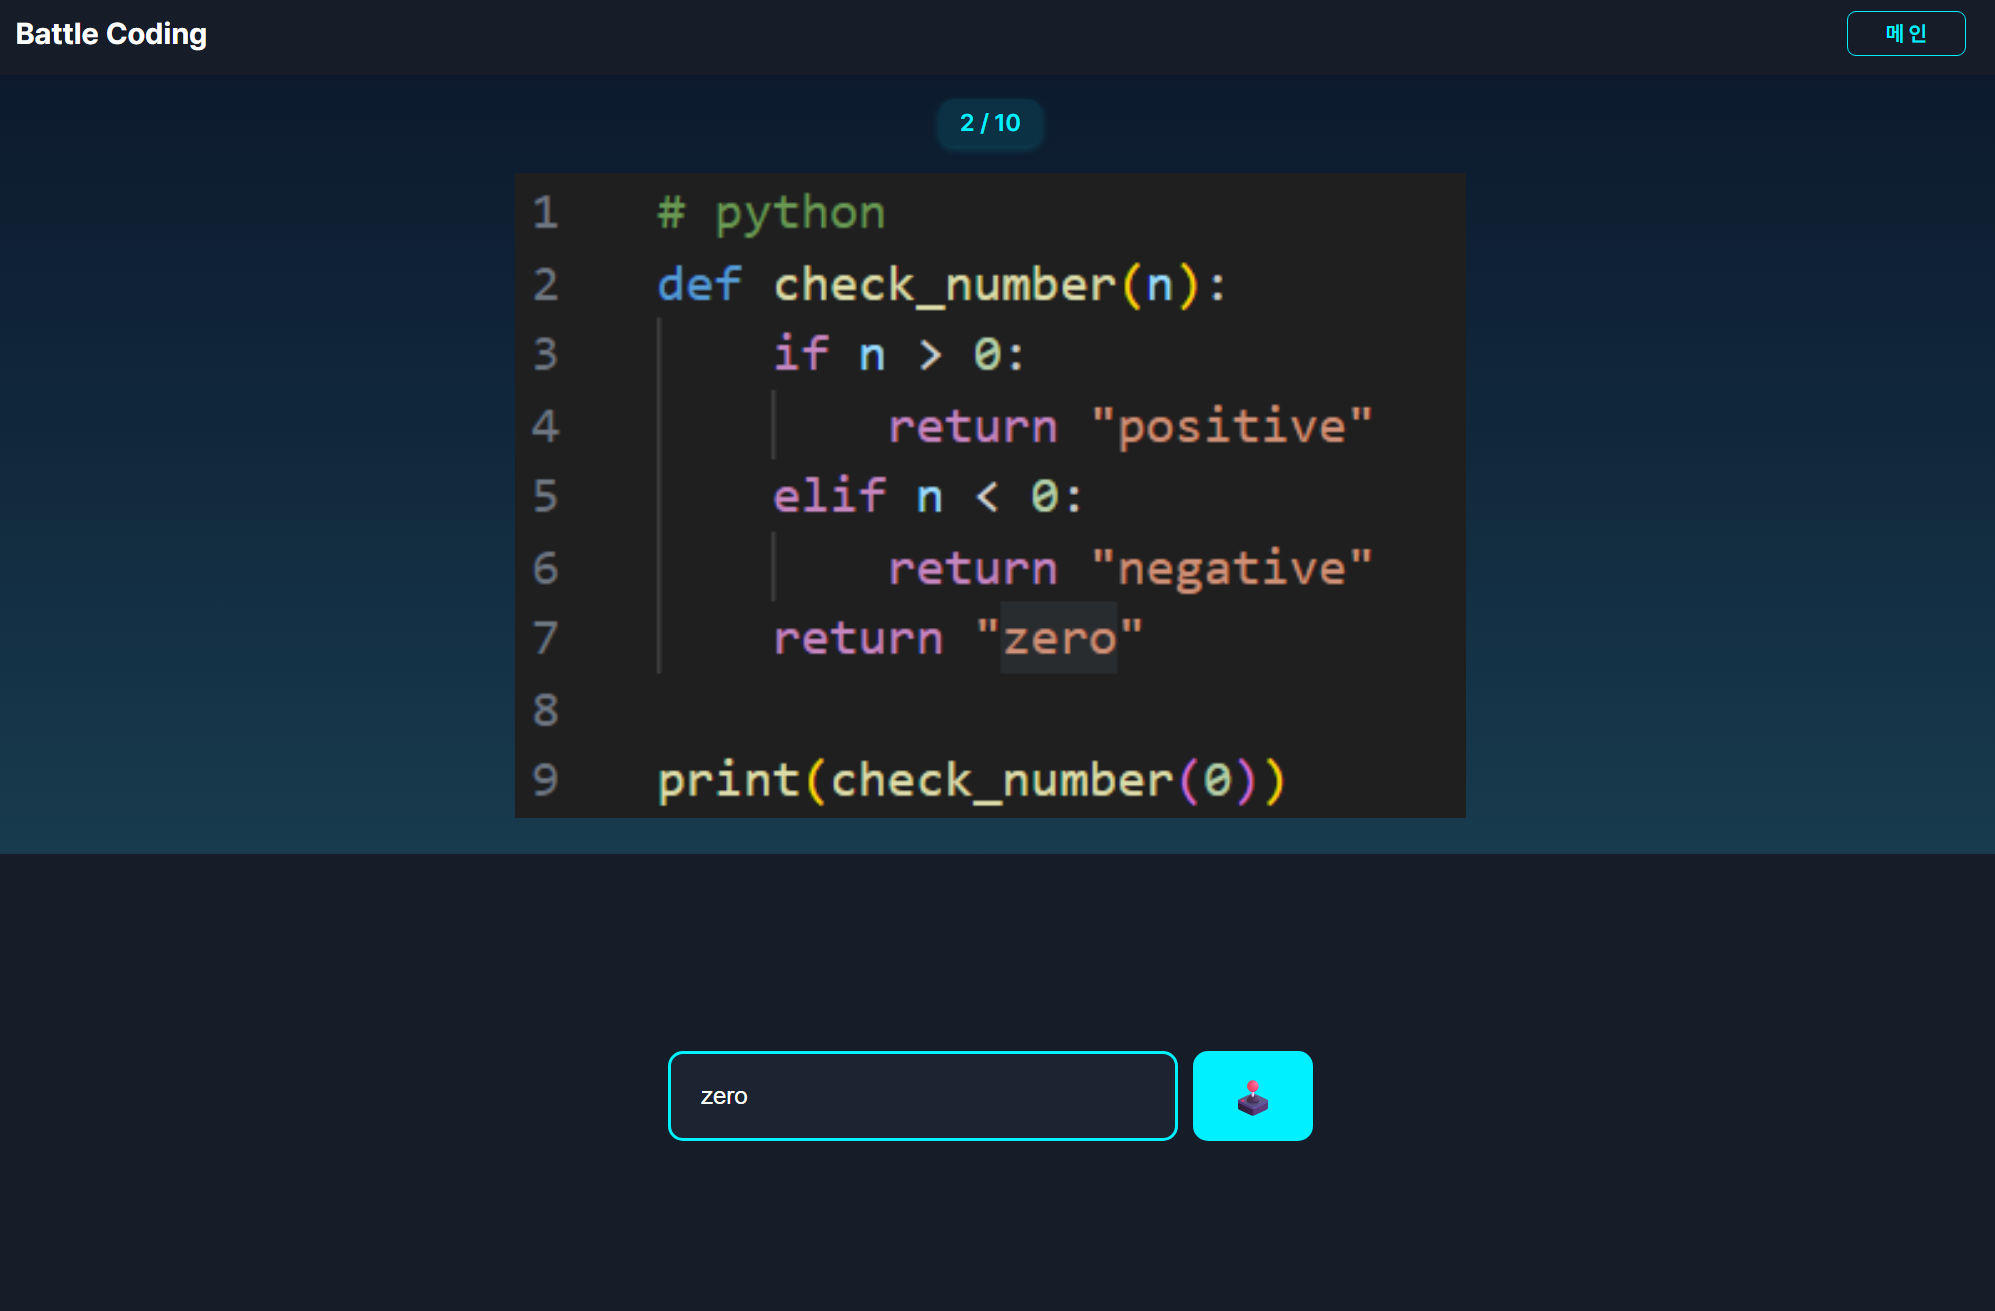 Battle Coding
메인
2 / 10
1 # python
2 def check_number(n):
3     if n > 0:
4         return "positive"
5     elif n < 0:
6         return "negative"
7     return "zero"
8
9 print(check_number(0))
zero